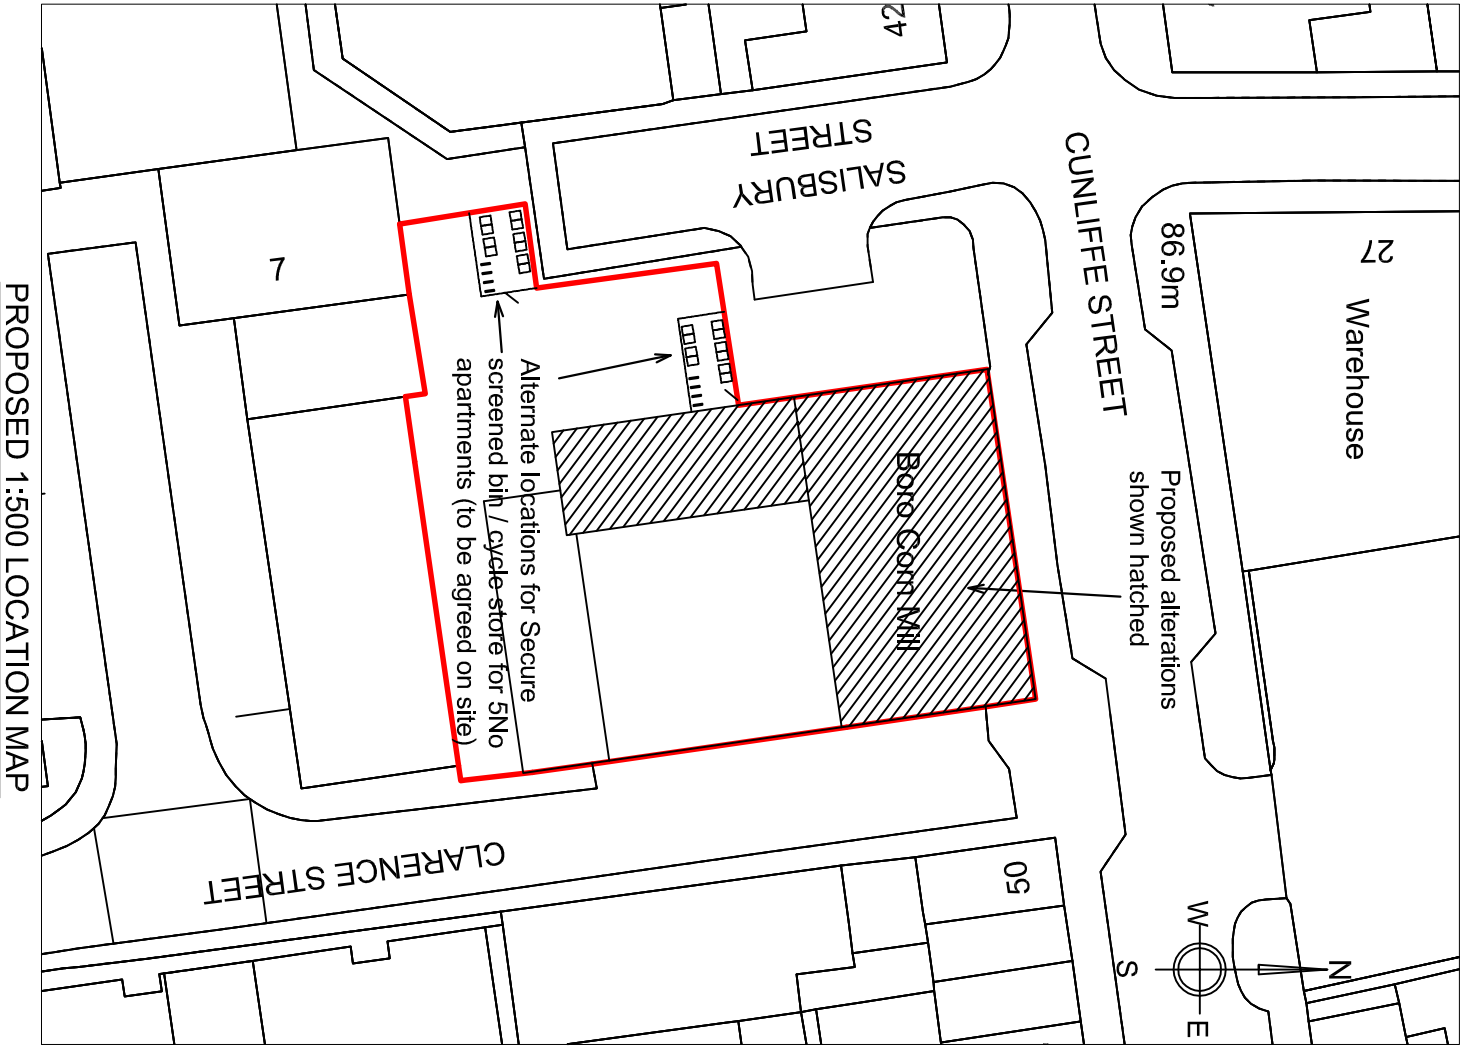 27
Warehouse
86.9m
CUNLIFFE STREET
Proposed alterations
shown hatched
N
W
E
S
42
SALISBURY
STREET
Boro Corn Mill
50
Alternate locations for Secure
screened bin / cycle store for 5No
apartments (to be agreed on site)
7
CLARENCE STREET
PROPOSED 1:500 LOCATION MAP